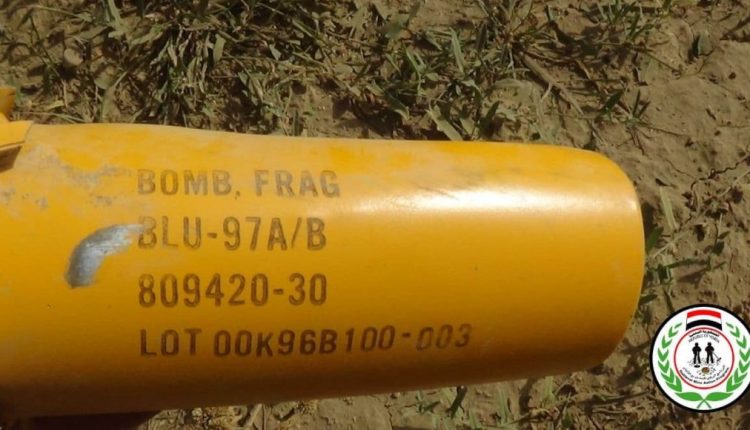 BOMB, FRAG
BLU-97A/B
809420-30
LOT 00K96B100-003